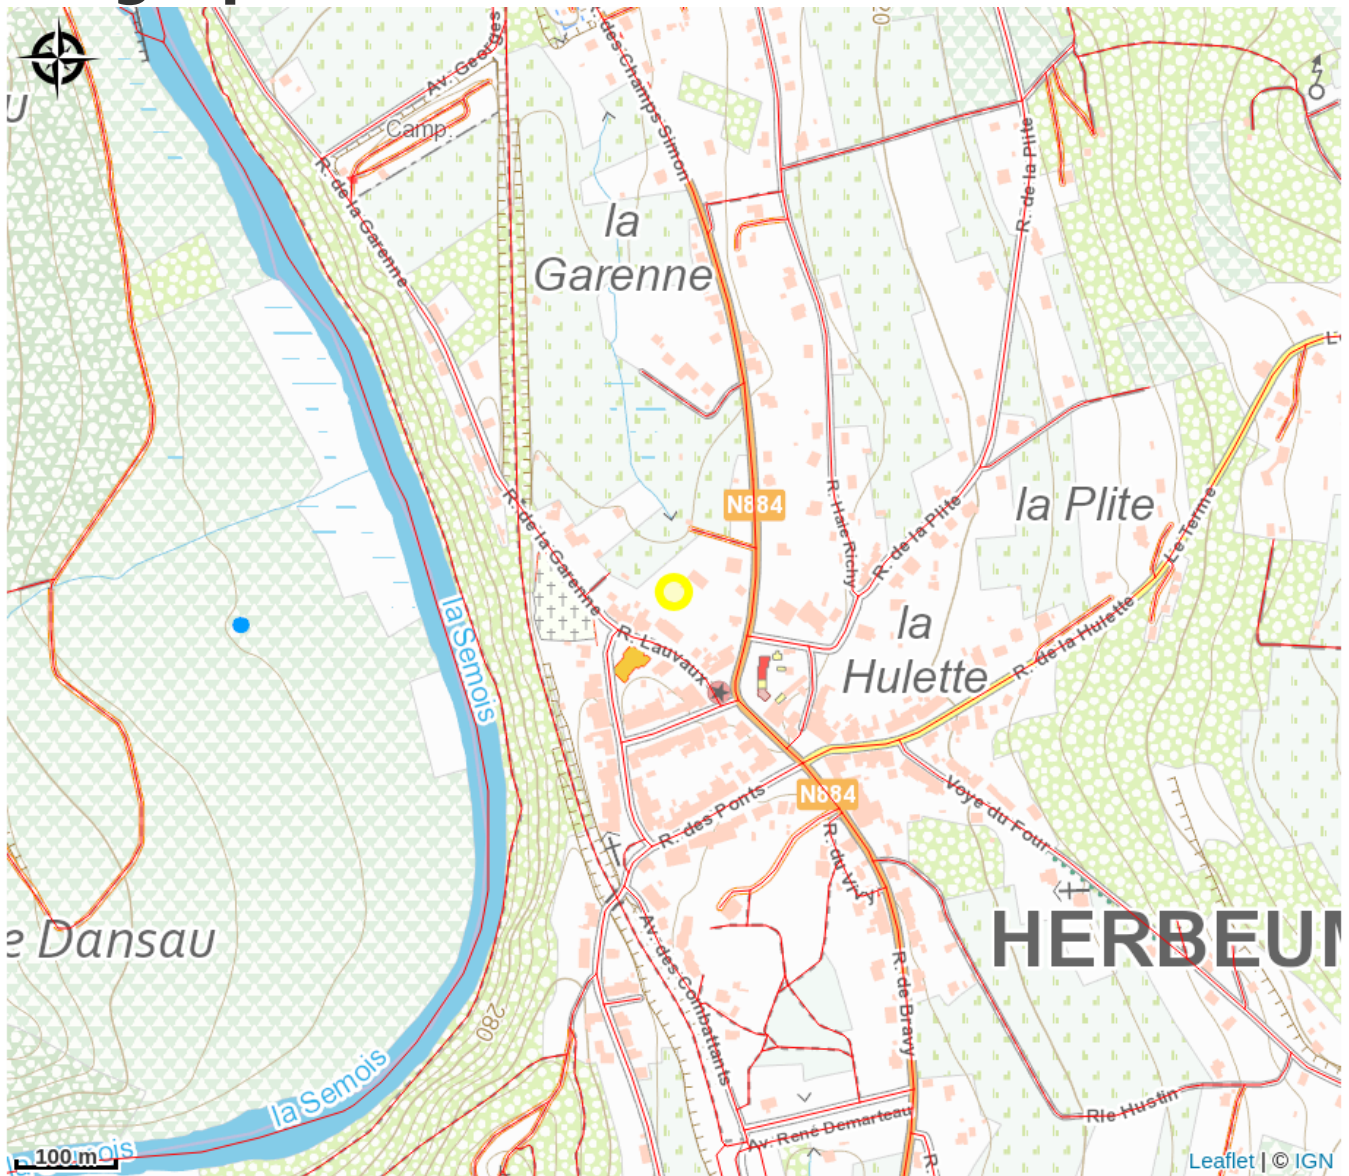 Av. Georges
R. des Champs Simon
20
Camp.
R. de la Garenne
R. de la Plite
la
Garenne
N884
R. Haie Richy
R. de la Plite
la Plite
Le Terme
R. de la Garenne
R. Lauvaux
la
Hulette
R. de la Hulette
la Semois
N884
R. des Ponts
Voye du Four
R. du Vivy
e Dansau
HERBEUM
Av. des Combattants
R. de Bravy
280
la Semois
Rle Hustin
Av. René Demarteau
R.
100 m
Leaflet | © IGN